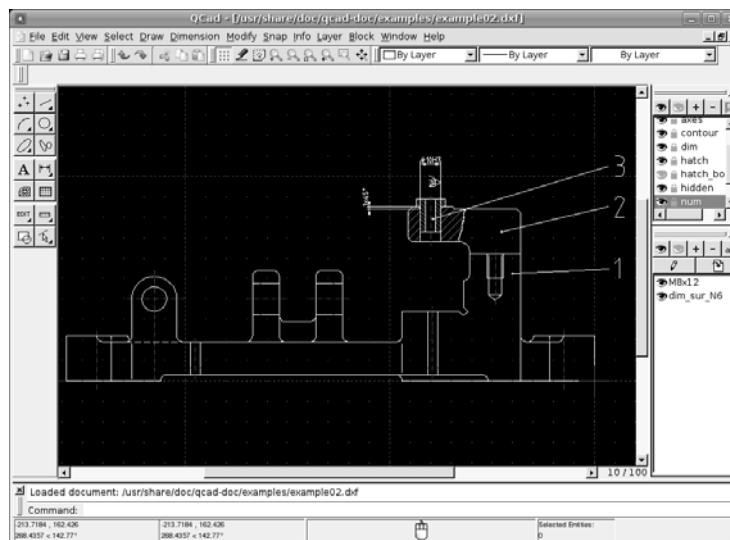 QCad - [/usr/share/doc/qcad-doc/examples/example02.dxf]
File Edit View Select Draw Dimension Modify Snap Info Layer Block Window Help
By Layer
By Layer
By Layer
axes
contour
dim
hatch
hatch_bo
hidden
num
A
EDIT
1x45°
3
2
1
M8x12
dim_sur_N6
10 / 100
Loaded document: /usr/share/doc/qcad-doc/examples/example02.dxf
Command:
-213.7184 , 162.426
-213.7184 , 162.426
Selected Entities:
268.4357 < 142.77°
268.4357 < 142.77°
0